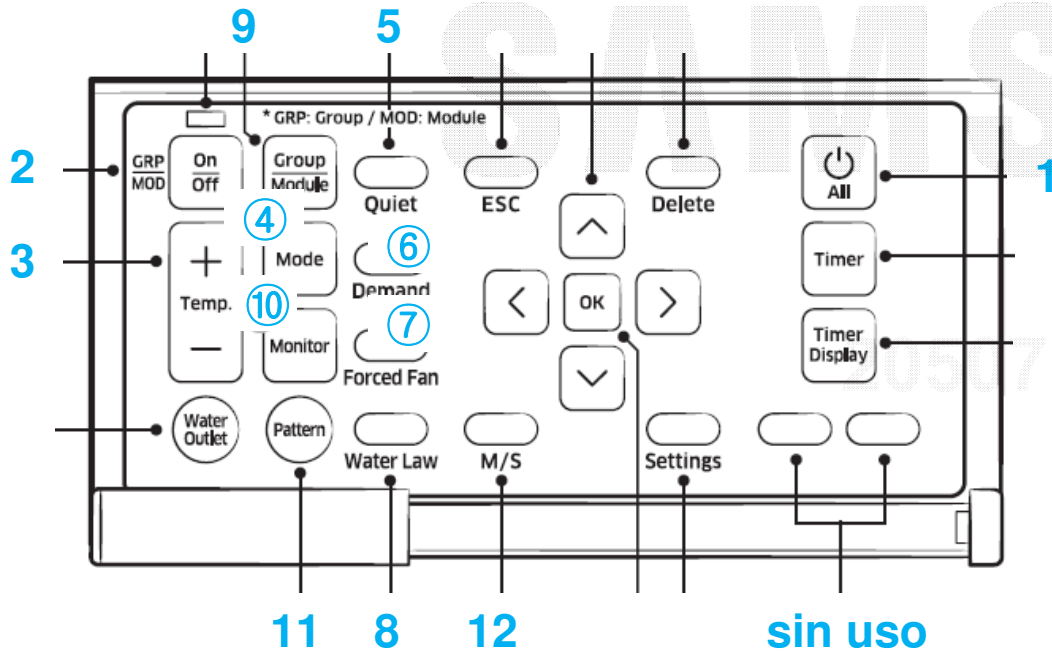 SAMS
9
5
* GRP: Group / MOD: Module
2
GRP
MOD
On
Off
Group
Module
Quiet
ESC
Delete
All
1
④
⑥
3
+
Temp.
—
Mode
Demand
OK
Timer
⑩
⑦
Monitor
Forced Fan
Timer
Display
20507
Water
Outlet
Pattern
Water Law
M/S
Settings
11
8
12
sin uso